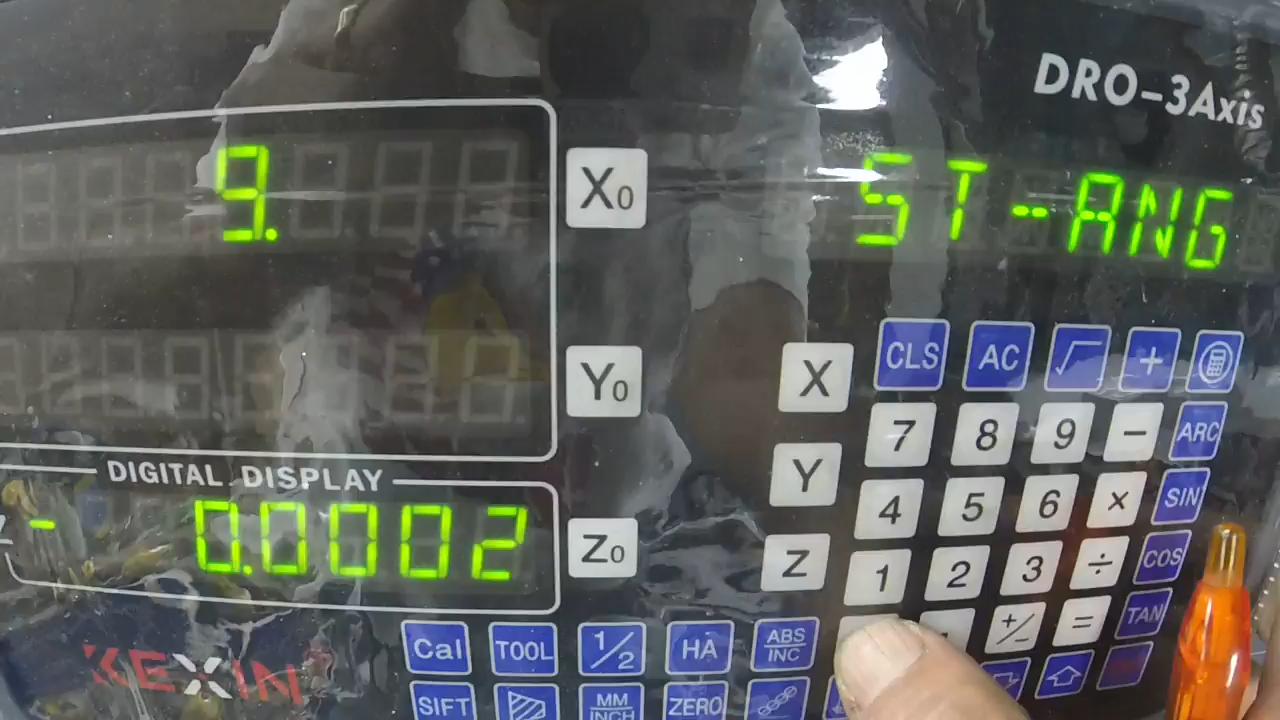 DRO-3Axis
9.
X0
ST-ANG
Y0
X
CLS
AC
√
+
7
8
9
−
ARC
DIGITAL DISPLAY
Y
4
5
6
×
SIN
- 0.0002
Z0
Z
1
2
3
÷
COS
+/−
=
TAN
Cal
TOOL
1/2
HA
ABS
INC
KEXIN
SIFT
MM
INCH
ZERO